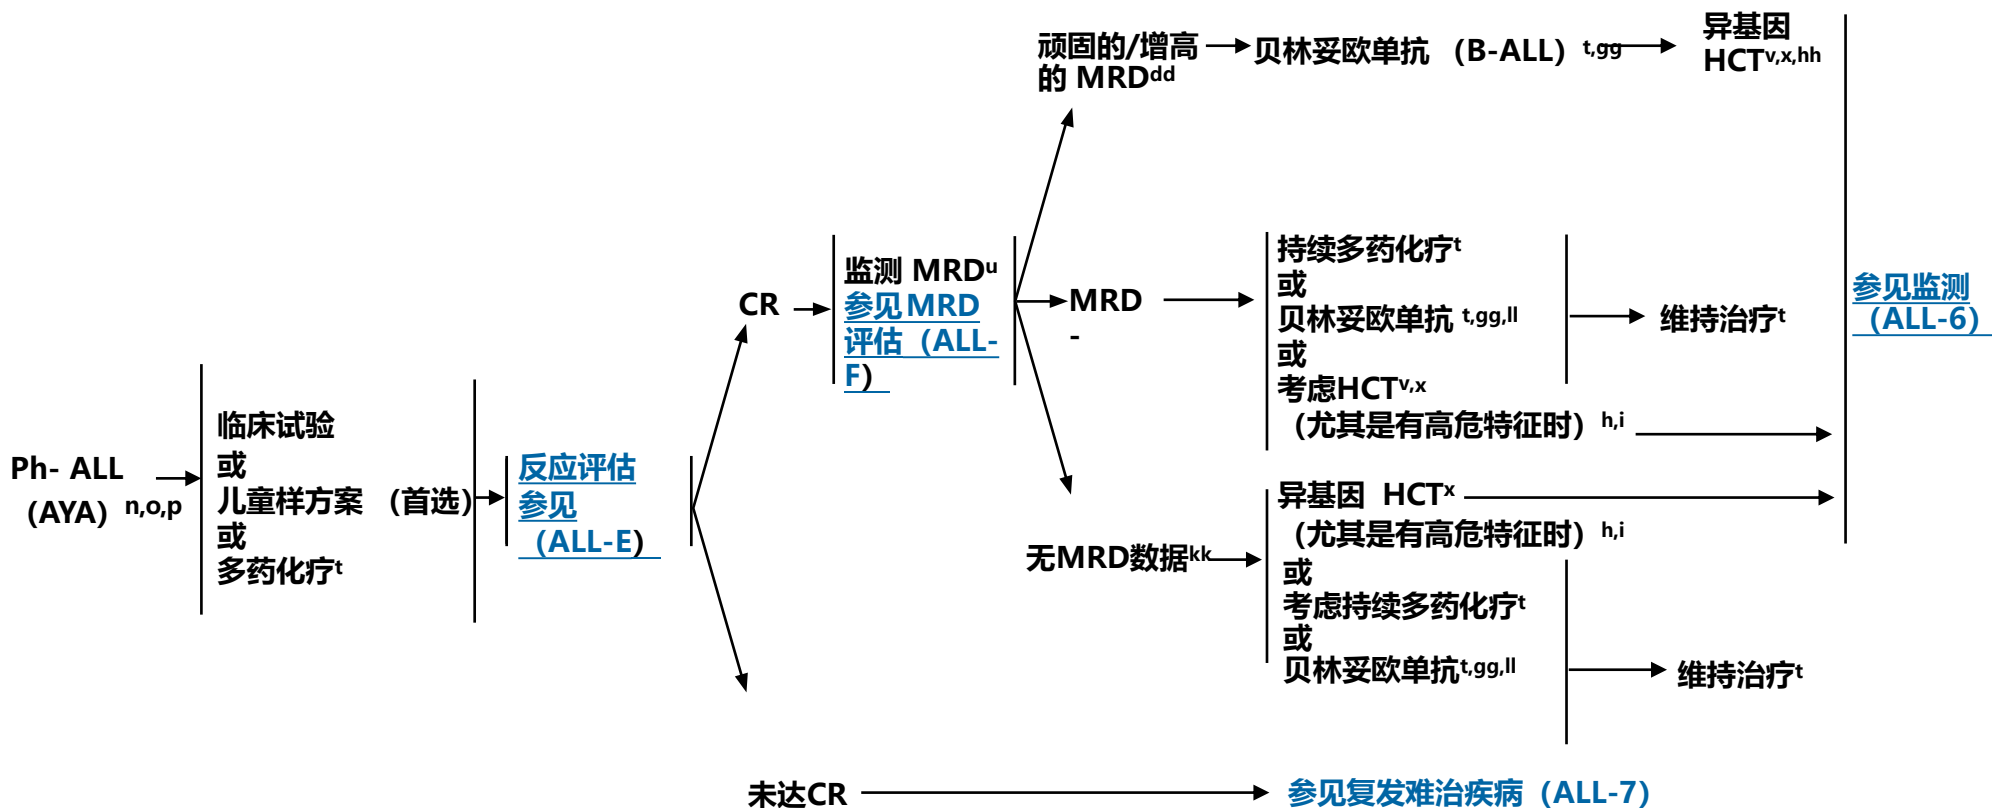 Ph- ALL
（AYA）n,o,p
临床试验
或
儿童样方案 （首选）
或
多药化疗t
反应评估
参见
（ALL-E）
CR
监测 MRDu
参见MRD
评估（ALL-
F）
顽固的/增高
的 MRDdd
贝林妥欧单抗 （B-ALL） t,gg
异基因
HCTv,x,hh
MRD
-
持续多药化疗t
或
贝林妥欧单抗 t,gg,ll
或
考虑HCTv,x
（尤其是有高危特征时）h,i
维持治疗t
参见监测
（ALL-6）
无MRD数据kk
异基因 HCTx
（尤其是有高危特征时）h,i
或
考虑持续多药化疗t
或
贝林妥欧单抗t,gg,ll
维持治疗t
未达CR
参见复发难治疾病（ALL-7）